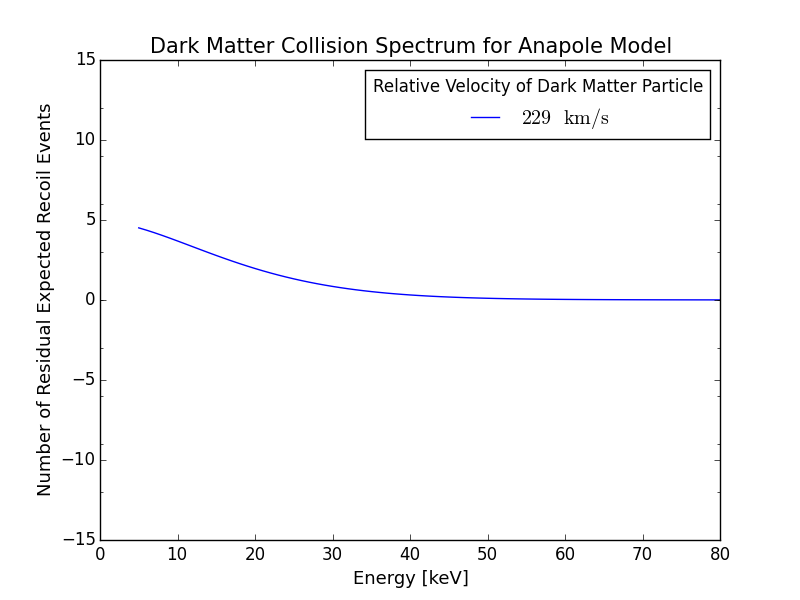 Dark Matter Collision Spectrum for Anapole Model
Relative Velocity of Dark Matter Particle
229 km/s
Number of Residual Expected Recoil Events
15
10
5
0
−5
−10
−15
0 10 20 30 40 50 60 70 80
Energy [keV]